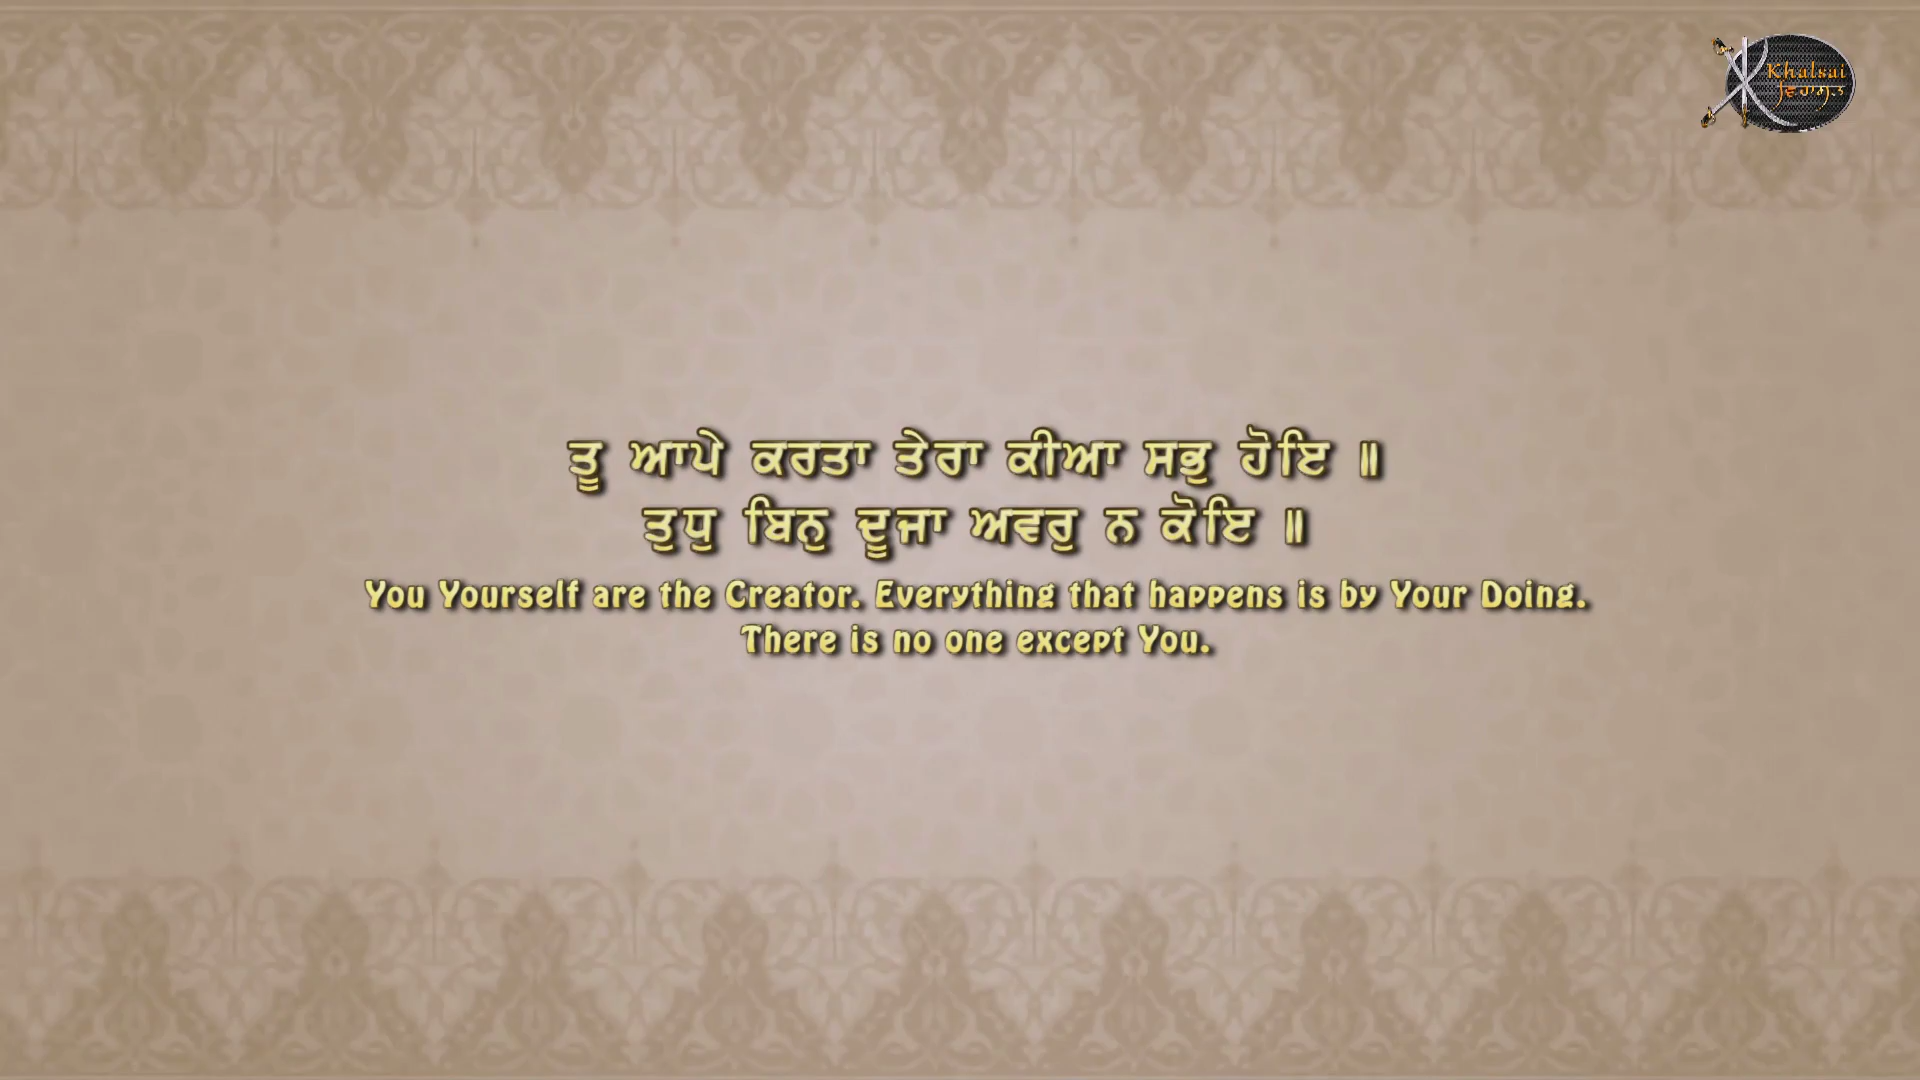 Khalsai
ਵਿਰਾਸਤ
ਤੂ ਆਪੇ ਕਰਤਾ ਤੇਰਾ ਕੀਆ ਸਭੁ ਹੋਇ ॥
ਤੁਧੁ ਬਿਨੁ ਦੂਜਾ ਅਵਰੁ ਨ ਕੋਇ ॥
You Yourself are the Creator. Everything that happens is by Your Doing.
There is no one except You.